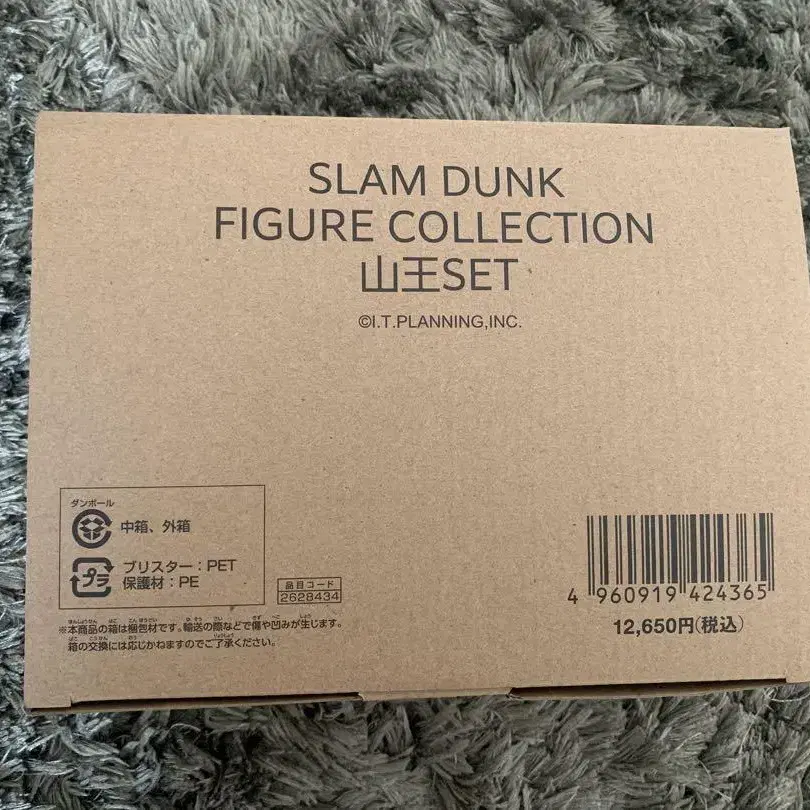 SLAM DUNK
FIGURE COLLECTION
山王SET
©I.T.PLANNING,INC.
ダンボール
中箱、外箱
プラ
ブリスター：PET
保護材：PE
品目コード
2628434
※本商品の箱は梱包材です。輸送の際などで傷や凹みが生じます。
箱の交換には応じかねますのでご了承ください。
4 960919 424365
12,650円(税込)